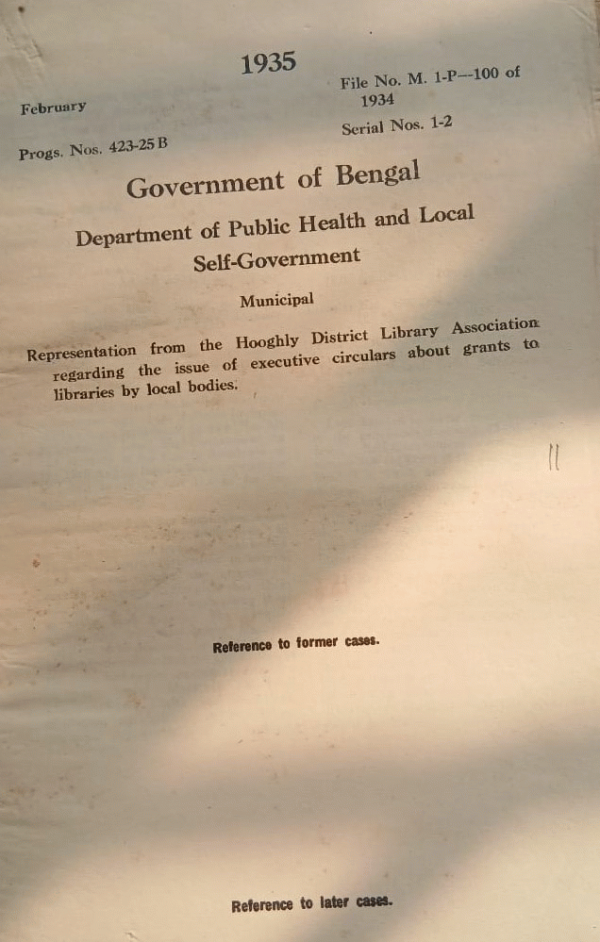 1935
February
File No. M. 1-P—100 of
1934
Progs. Nos. 423-25 B
Serial Nos. 1-2
Government of Bengal
Department of Public Health and Local
Self-Government
Municipal
Representation from the Hooghly District Library Association
regarding the issue of executive circulars about grants to
libraries by local bodies.
11
Reference to former cases.
Reference to later cases.